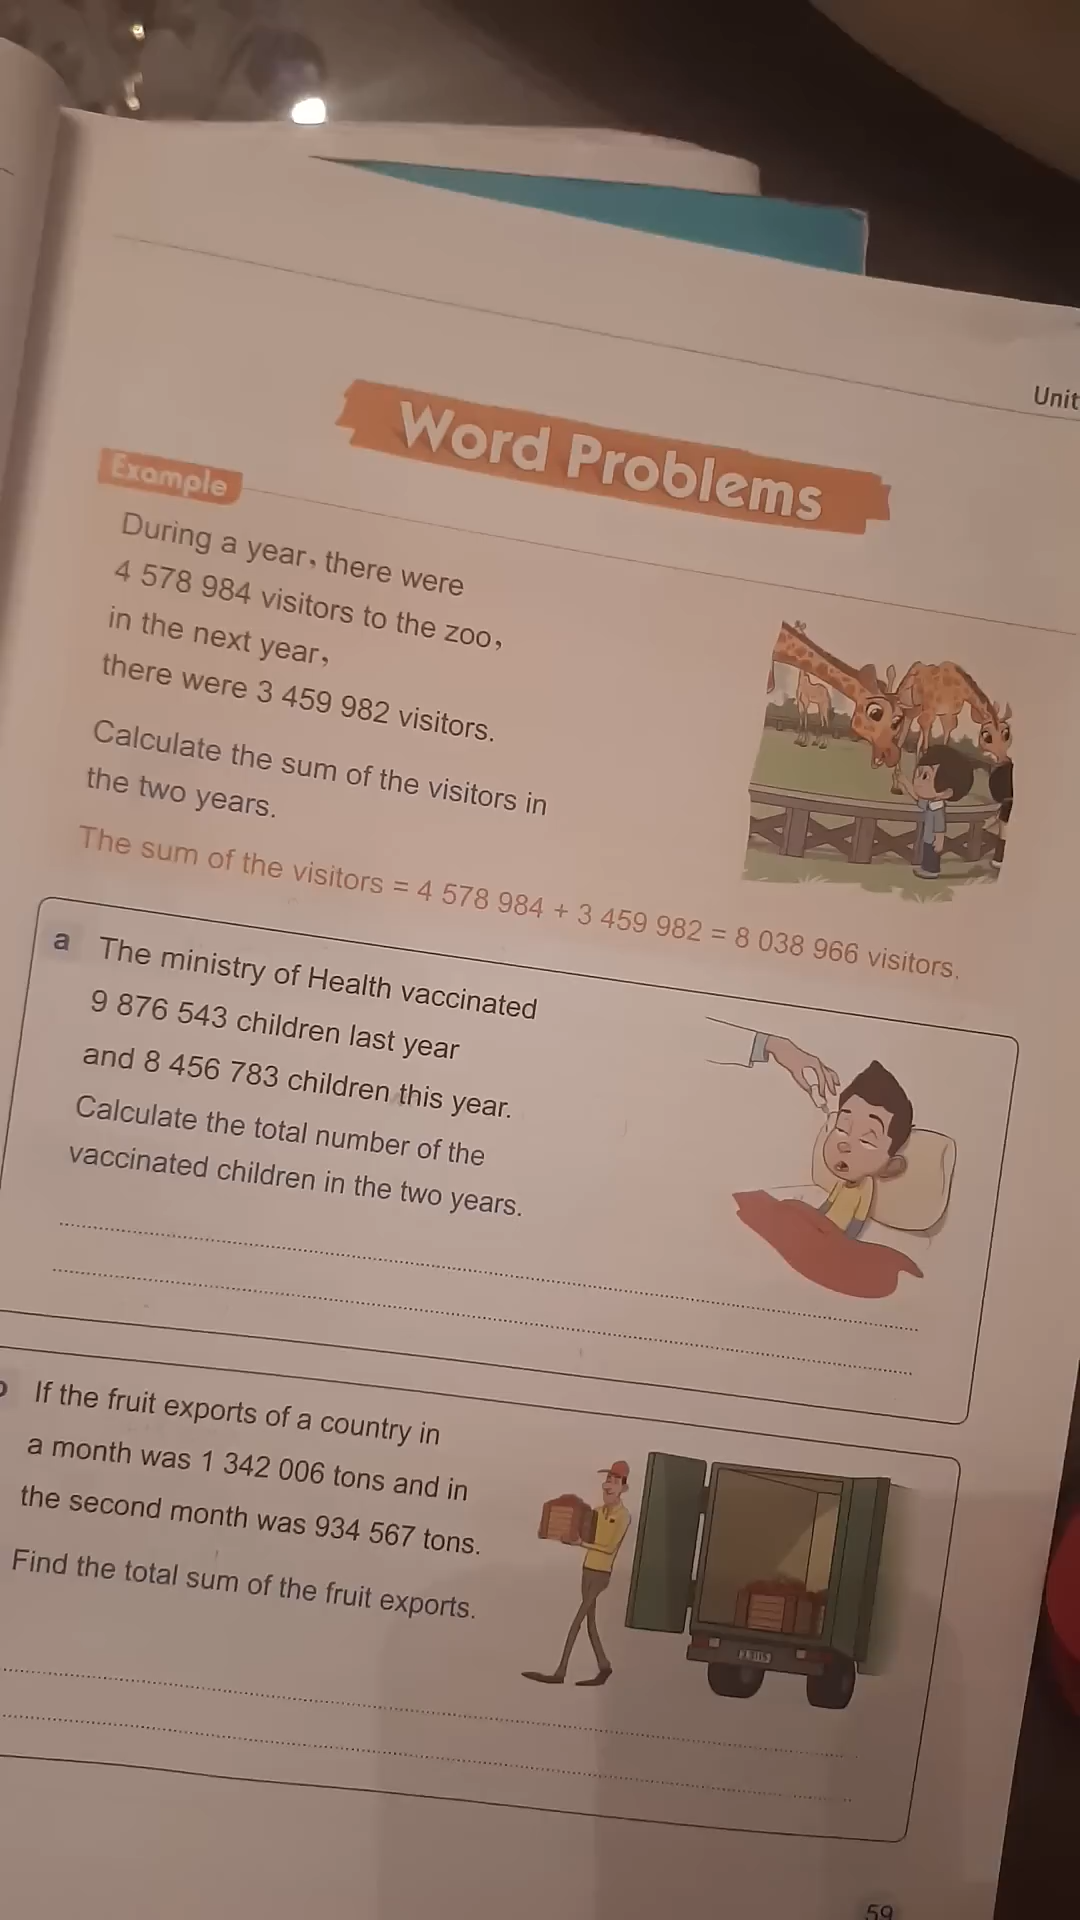 Unit
Word Problems
Example
During a year, there were
4 578 984 visitors to the zoo,
in the next year,
there were 3 459 982 visitors.
Calculate the sum of the visitors in
the two years.
The sum of the visitors = 4 578 984 + 3 459 982 = 8 038 966 visitors.
a The ministry of Health vaccinated
9 876 543 children last year
and 8 456 783 children this year.
Calculate the total number of the
vaccinated children in the two years.
If the fruit exports of a country in
a month was 1 342 006 tons and in
the second month was 934 567 tons.
Find the total sum of the fruit exports.
59